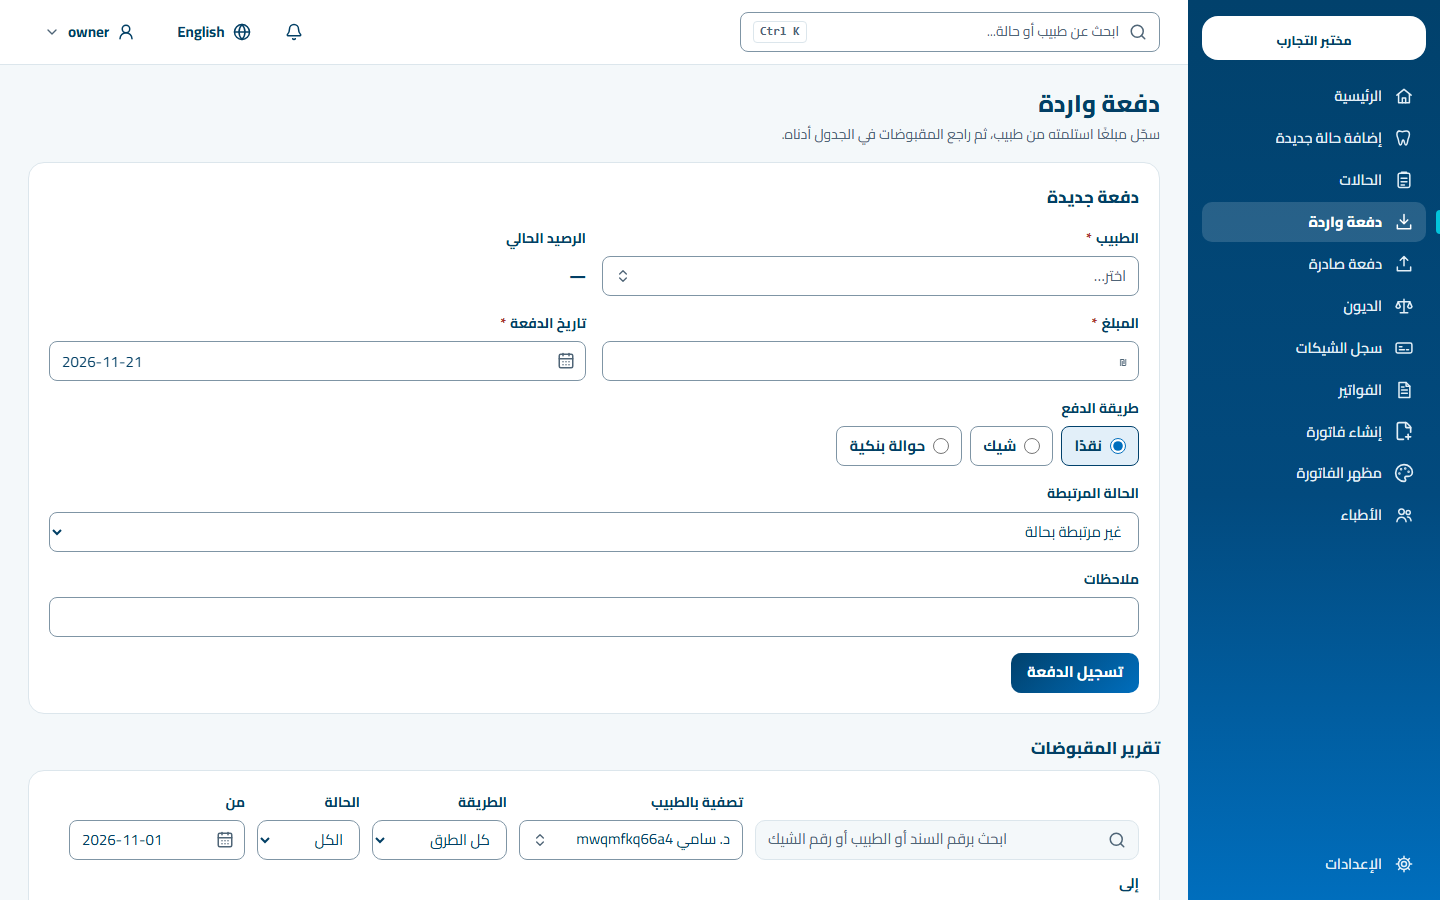 مختبر التجارب
الرئيسية
إضافة حالة جديدة
الحالات
دفعة واردة
دفعة صادرة
الديون
سجل الشيكات
الفواتير
إنشاء فاتورة
مظهر الفاتورة
الأطباء
الإعدادات
ابحث عن طبيب أو حالة...
Ctrl K
English
owner
دفعة واردة
سجّل مبلغًا استلمته من طبيب، ثم راجع المقبوضات في الجدول أدناه.
دفعة جديدة
الطبيب *
الرصيد الحالي
اختر...
—
المبلغ *
تاريخ الدفعة *
₪
2026-11-21
طريقة الدفع
نقدًا
شيك
حوالة بنكية
الحالة المرتبطة
غير مرتبطة بحالة
ملاحظات
تسجيل الدفعة
تقرير المقبوضات
تصفية بالطبيب
الطريقة
الحالة
من
ابحث برقم السند أو الطبيب أو رقم الشيك
د. سامي mwqmfkq66a4
كل الطرق
الكل
2026-11-01
إلى